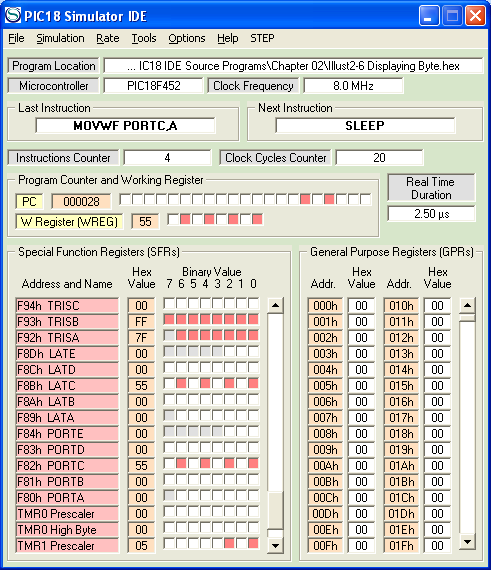 PIC18 Simulator IDE
File Simulation Rate Tools Options Help STEP
Program Location ... IC18 IDE Source Programs\Chapter 02\Illust2-6 Displaying Byte.hex
Microcontroller PIC18F452 Clock Frequency 8.0 MHz
Last Instruction Next Instruction
MOVWF PORTC,A SLEEP
Instructions Counter 4 Clock Cycles Counter 20
Program Counter and Working Register Real Time
Duration
PC 000028
W Register (WREG) 55 2.50 µs
Special Function Registers (SFRs) General Purpose Registers (GPRs)
Hex Binary Value Hex Hex
Address and Name Value 7 6 5 4 3 2 1 0 Addr. Value Addr. Value
F94h TRISC 00 000h 00 010h 00
F93h TRISB FF 001h 00 011h 00
F92h TRISA 7F 002h 00 012h 00
F8Dh LATE 00 003h 00 013h 00
F8Ch LATD 00 004h 00 014h 00
F8Bh LATC 55 005h 00 015h 00
F8Ah LATB 00 006h 00 016h 00
F89h LATA 00 007h 00 017h 00
F84h PORTE 00 008h 00 018h 00
F83h PORTD 00 009h 00 019h 00
F82h PORTC 55 00Ah 00 01Ah 00
F81h PORTB 00 00Bh 00 01Bh 00
F80h PORTA 00 00Ch 00 01Ch 00
TMR0 Prescaler 00 00Dh 00 01Dh 00
TMR0 High Byte 00 00Eh 00 01Eh 00
TMR1 Prescaler 05 00Fh 00 01Fh 00